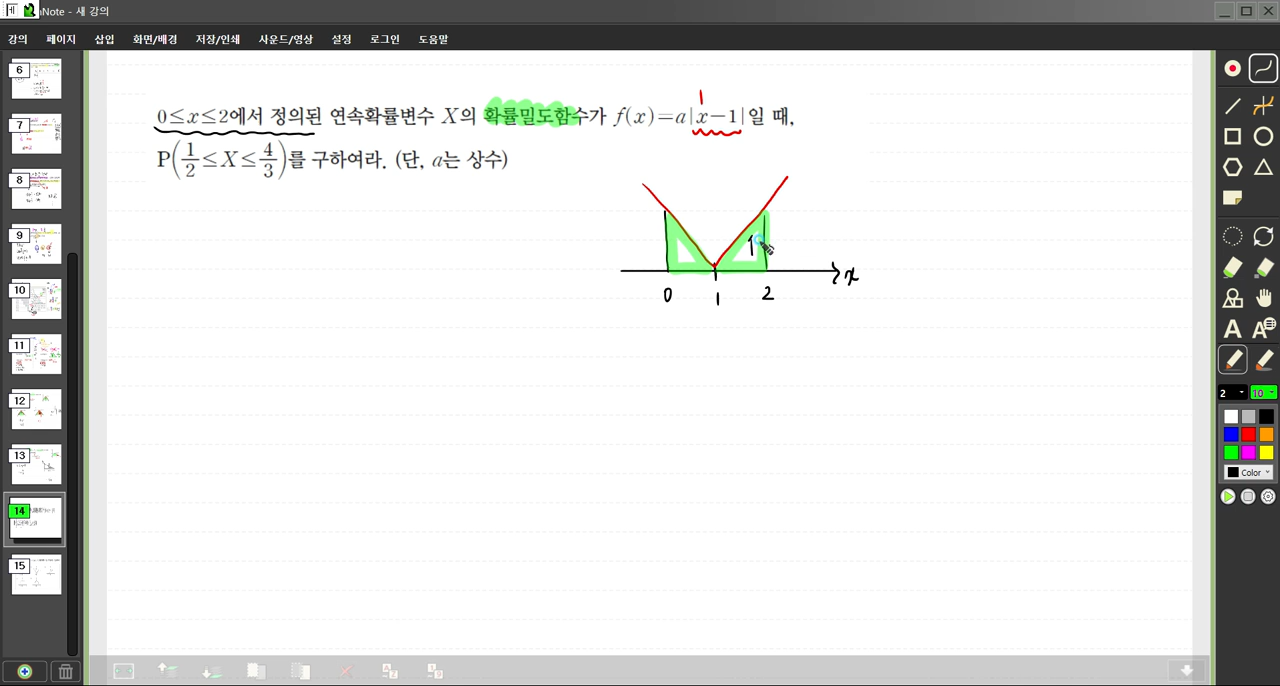 Note - 새 강의
강의 페이지 삽입 화면/배경 저장/인쇄 사운드/영상 설정 로그인 도움말
6
7
8
9
10
11
12
13
14
15
0≤x≤2에서 정의된 연속확률변수 X의 확률밀도함수가 f(x)=a|x−1|일 때,
P(1/2≤X≤4/3)를 구하여라. (단, a는 상수)
1
0 1 2 x
A A
2 10
Color